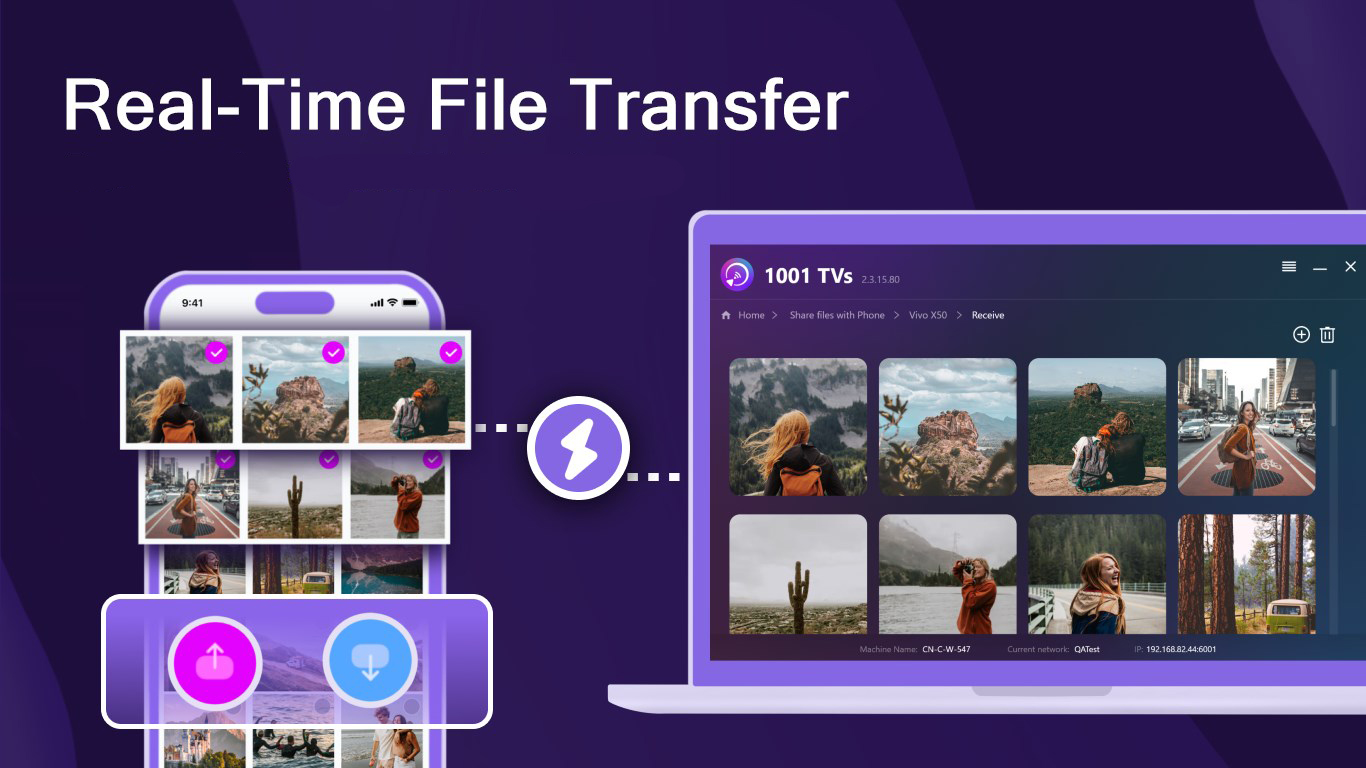 Real-Time File Transfer
9:41
1001 TVs 2.3.15.80
Home > Share files with Phone > Vivo X50 > Receive
Machine Name: CN-C-W-547 Current network: QATest IP: 192.168.82.44:6001